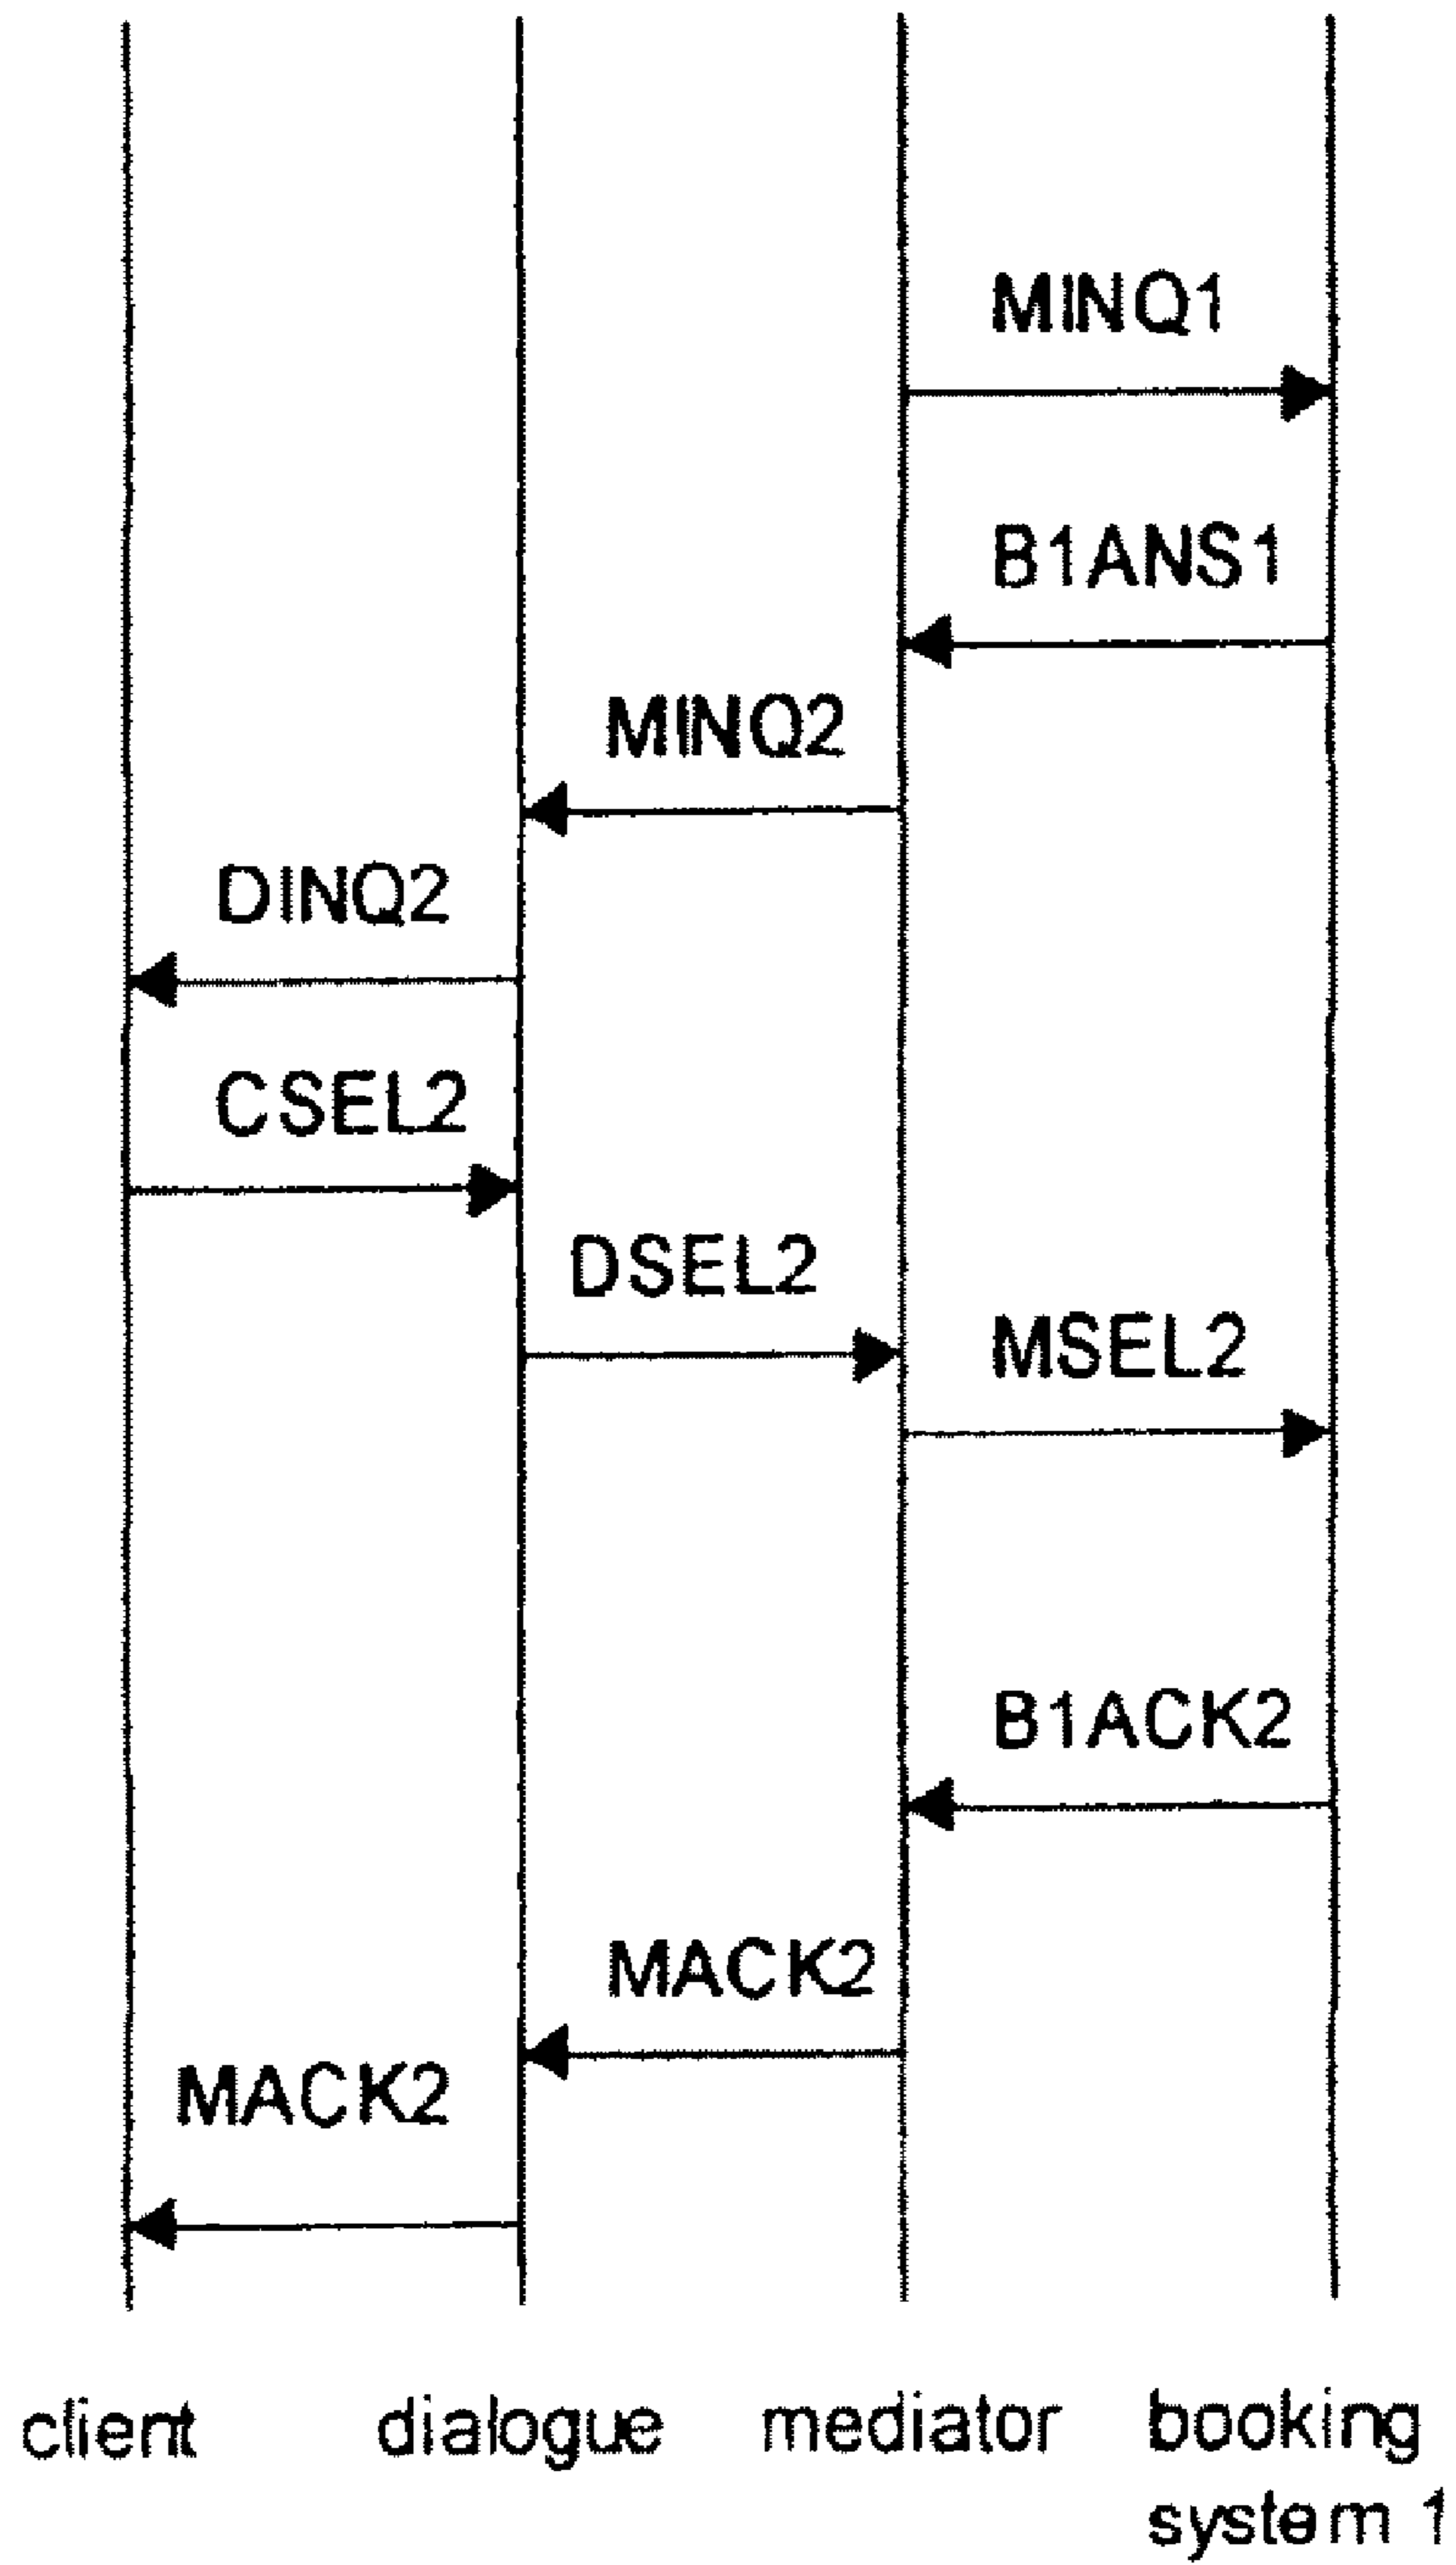 MINQ1
B1ANS1
MINQ2
DINQ2
CSEL2
DSEL2
MSEL2
B1ACK2
MACK2
MACK2
client dialogue mediator booking
system 1